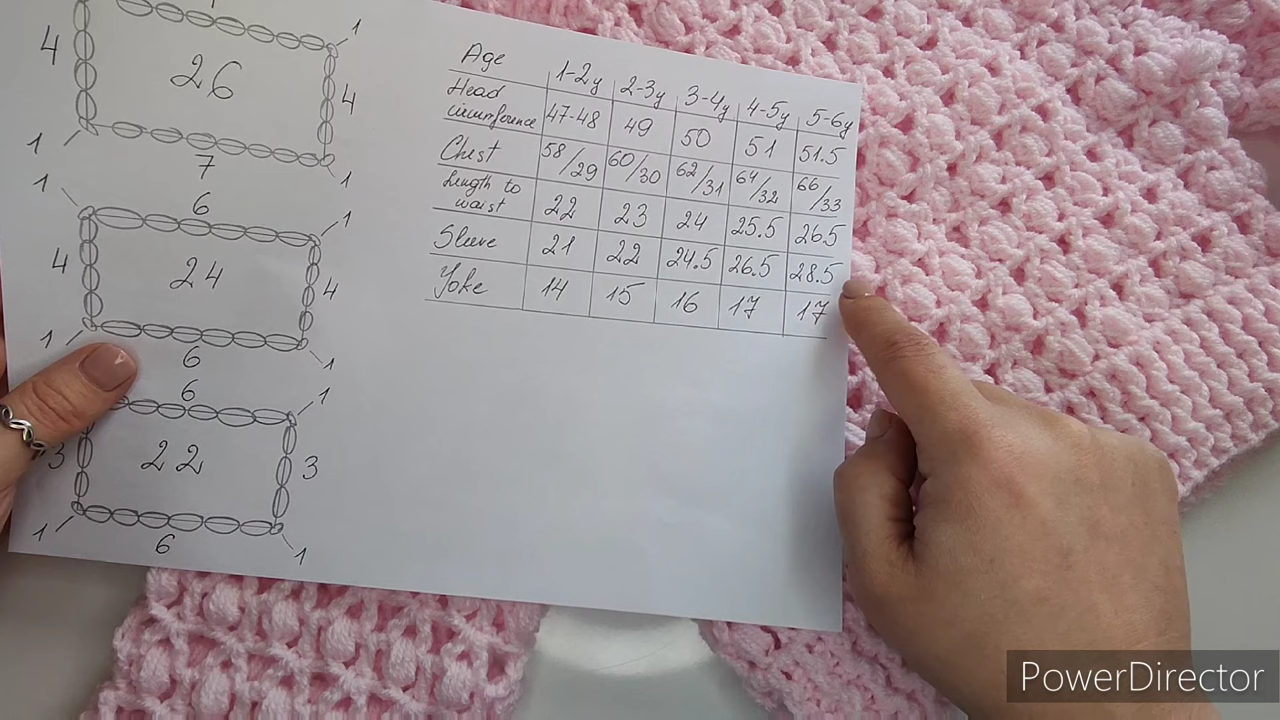 1
4 26 4
1 7 1
1 6 1
4 24 4
1 6 1
6 1
3 22 3
1 6 1
Age 1-2y 2-3y 3-4y 4-5y 5-6y
Head
circumference 47-48 49 50 51 51.5
Chest 58/29 60/30 62/31 64/32 66/33
Length to
waist 22 23 24 25.5 26.5
Sleeve 21 22 24.5 26.5 28.5
Yoke 14 15 16 17 17
PowerDirector